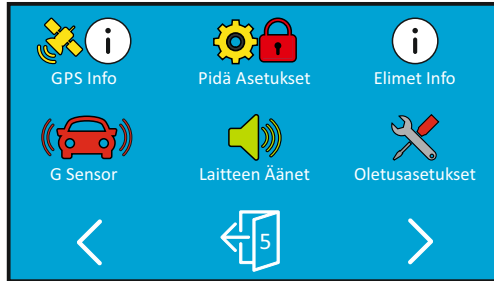 i
i
GPS Info
Pidä Asetukset
Elimet Info
G Sensor
Laitteen Äänet
Oletusasetukset
5